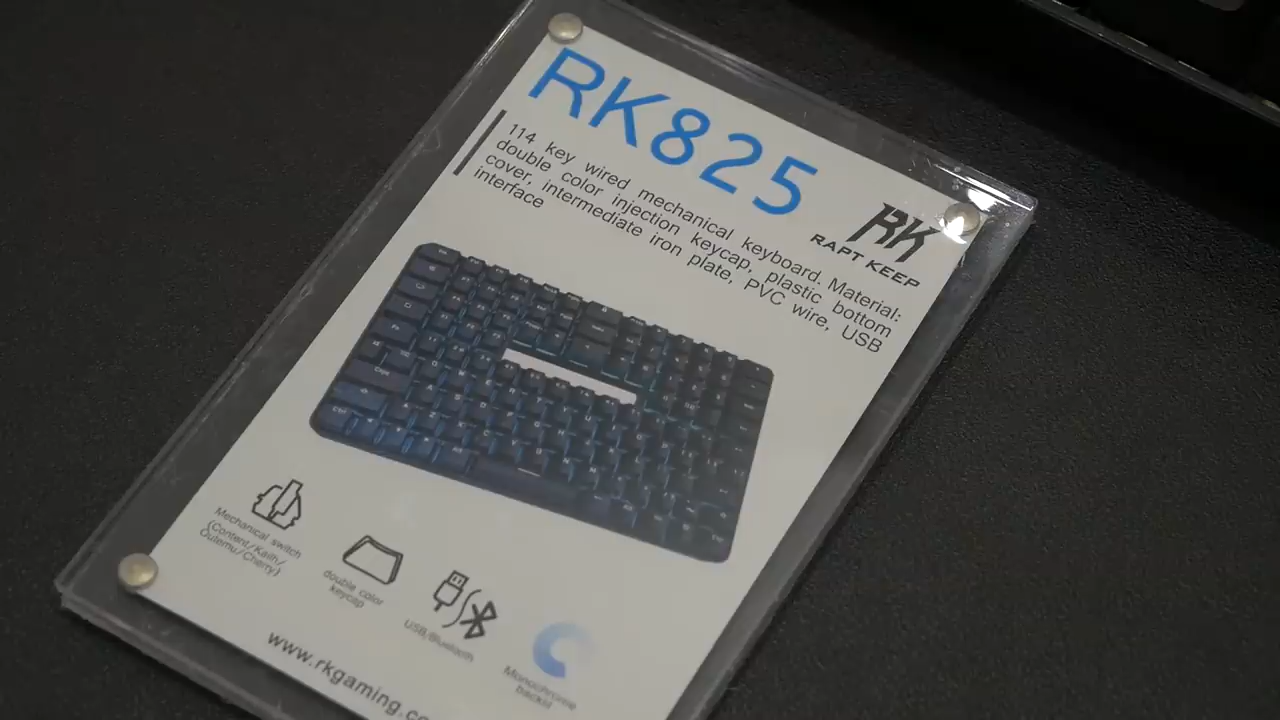 RK825
114 key wired mechanical keyboard. Material:
double color injection keycap, plastic bottom
cover, intermediate iron plate, PVC wire, USB
interface
RK
RAPT KEEP
Mechanical switch
(Content/Kailh/
Outemu/Cherry)
double color
keycap
USB/Bluetooth
Monochrome
backlit
www.rkgaming.co